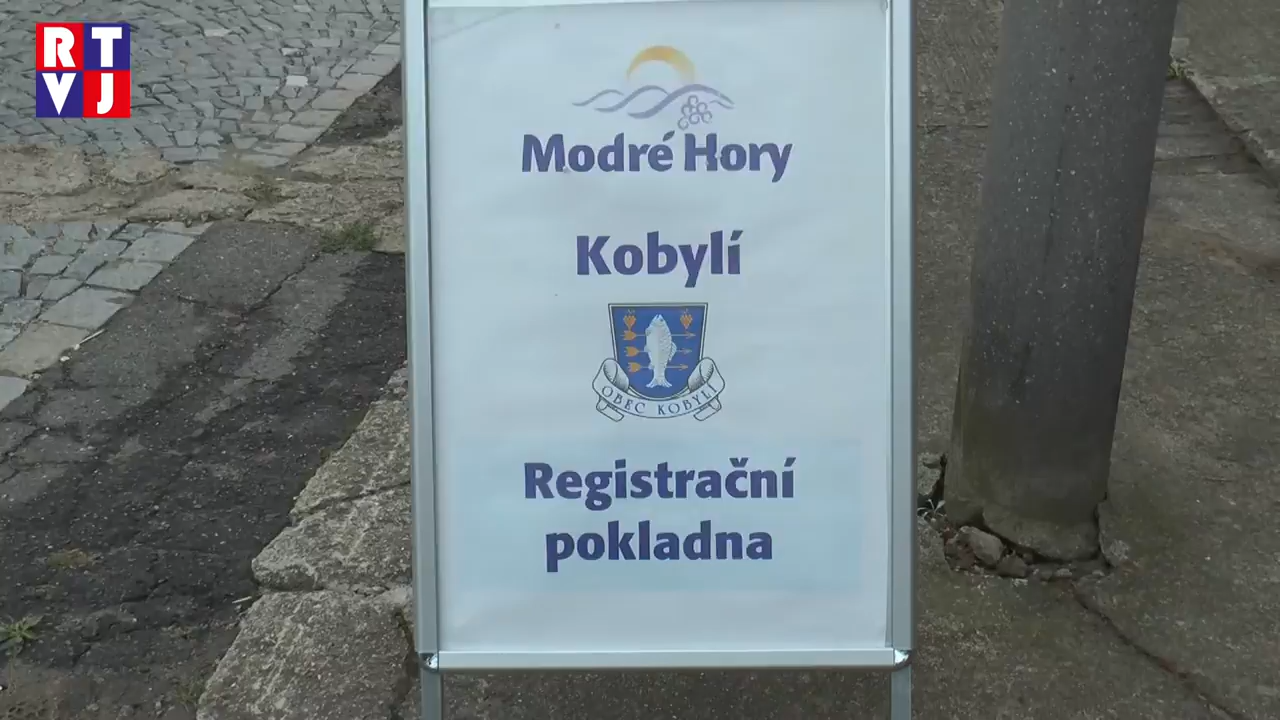 RT
VJ
Modré Hory
Kobylí
OBEC KOBYLÍ
Registrační
pokladna